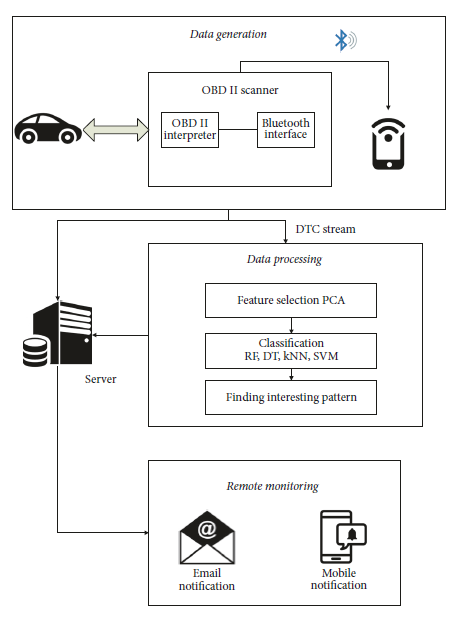 Data generation
OBD II scanner
OBD II
interpreter
Bluetooth
interface
DTC stream
Data processing
Feature selection PCA
Classification
RF, DT, kNN, SVM
Finding interesting pattern
Server
Remote monitoring
@
Email
notification
Mobile
notification